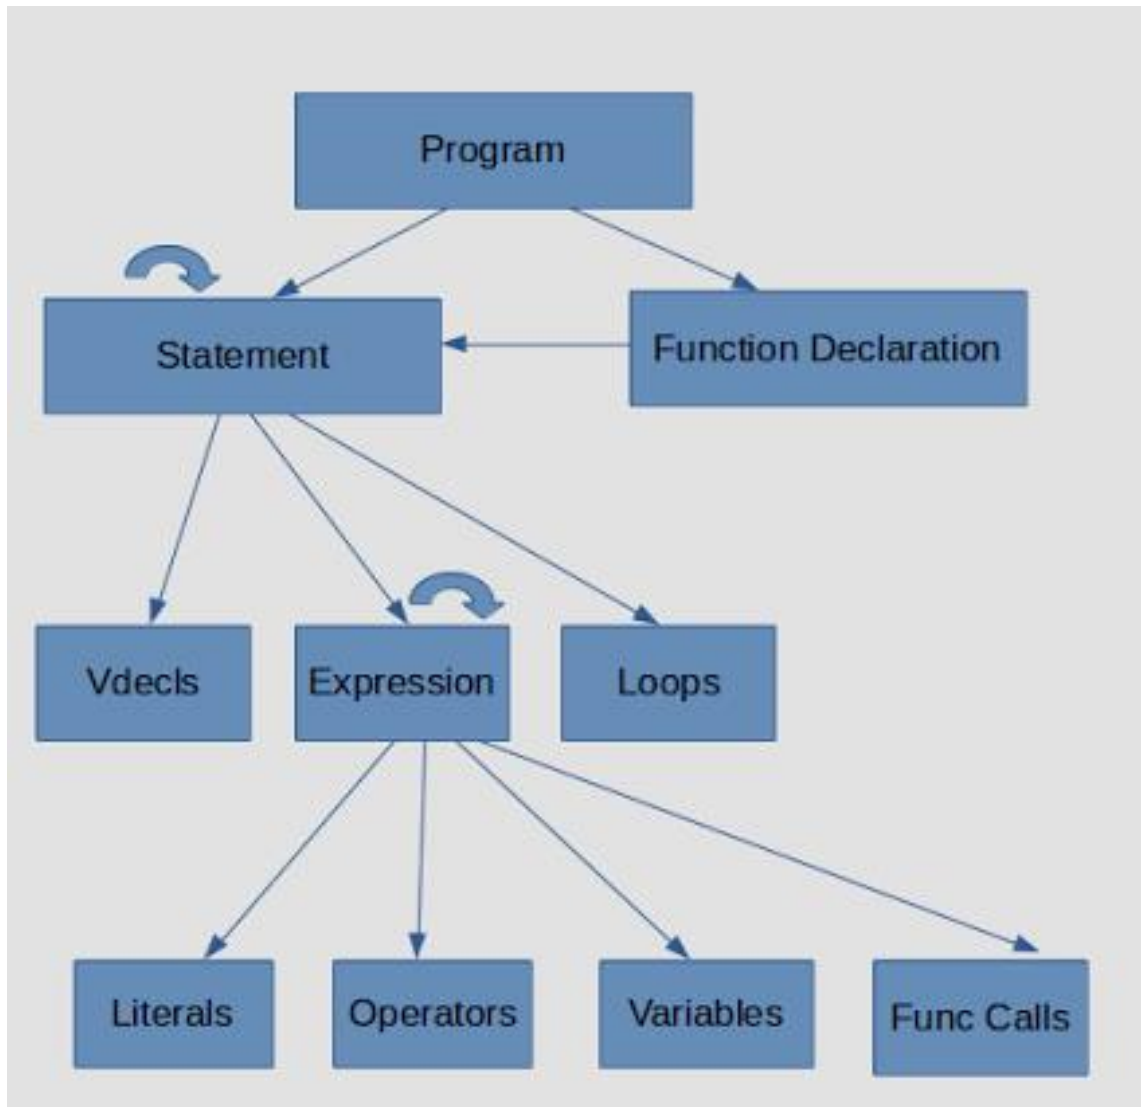 Program
Statement
Function Declaration
Vdecls
Expression
Loops
Literals
Operators
Variables
Func Calls